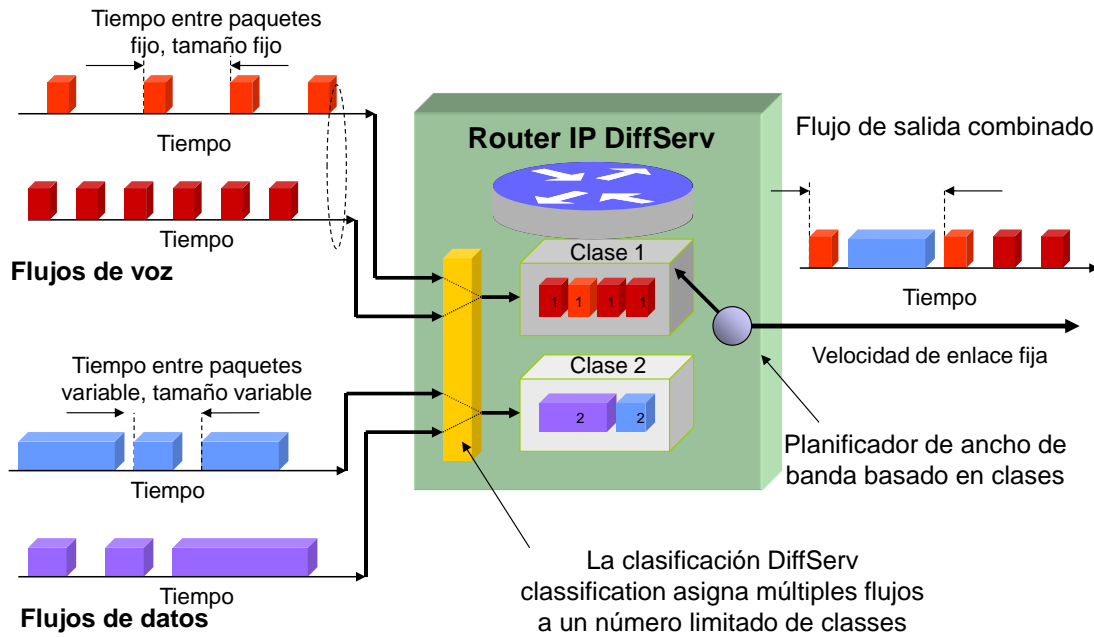 Tiempo entre paquetes
fijo, tamaño fijo
Tiempo
Tiempo
Flujos de voz
Tiempo entre paquetes
variable, tamaño variable
Tiempo
Tiempo
Flujos de datos
Router IP DiffServ
Clase 1
1 1 1 1
Clase 2
2 2
Flujo de salida combinado
Tiempo
Velocidad de enlace fija
Planificador de ancho de
banda basado en clases
La clasificación DiffServ
classification asigna múltiples flujos
a un número limitado de classes